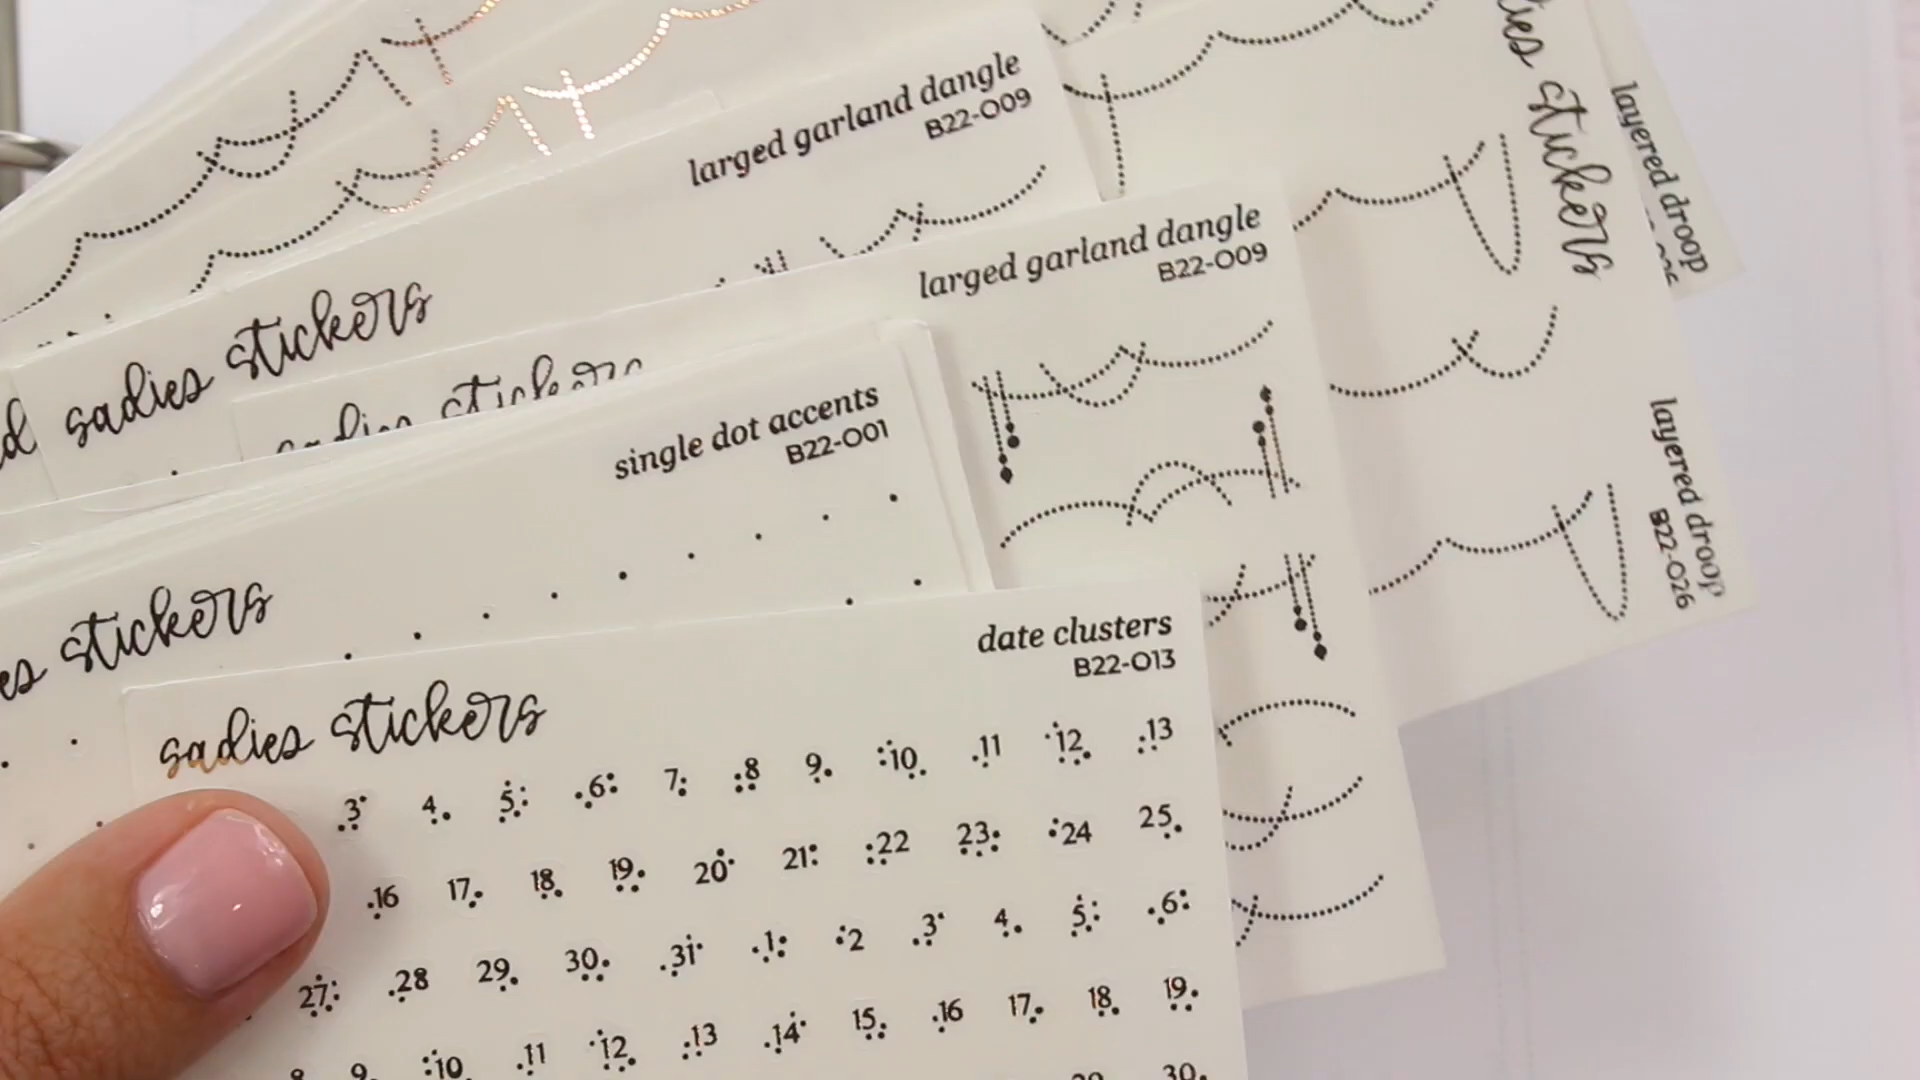 larged garland dangle
B22-009
larged garland dangle
B22-009
sadies stickers
sadies stickers
single dot accents
B22-001
stickers
date clusters
B22-013
sadies stickers
3 4 5 6 7 8 9 10 11 12 13
16 17 18 19 20 21 22 23 24 25
27 28 29 30 31 1 2 3 4 5 6
8 9 10 11 12 13 14 15 16 17 18 19
30
stickers
layered droop
layered droop
B22-026